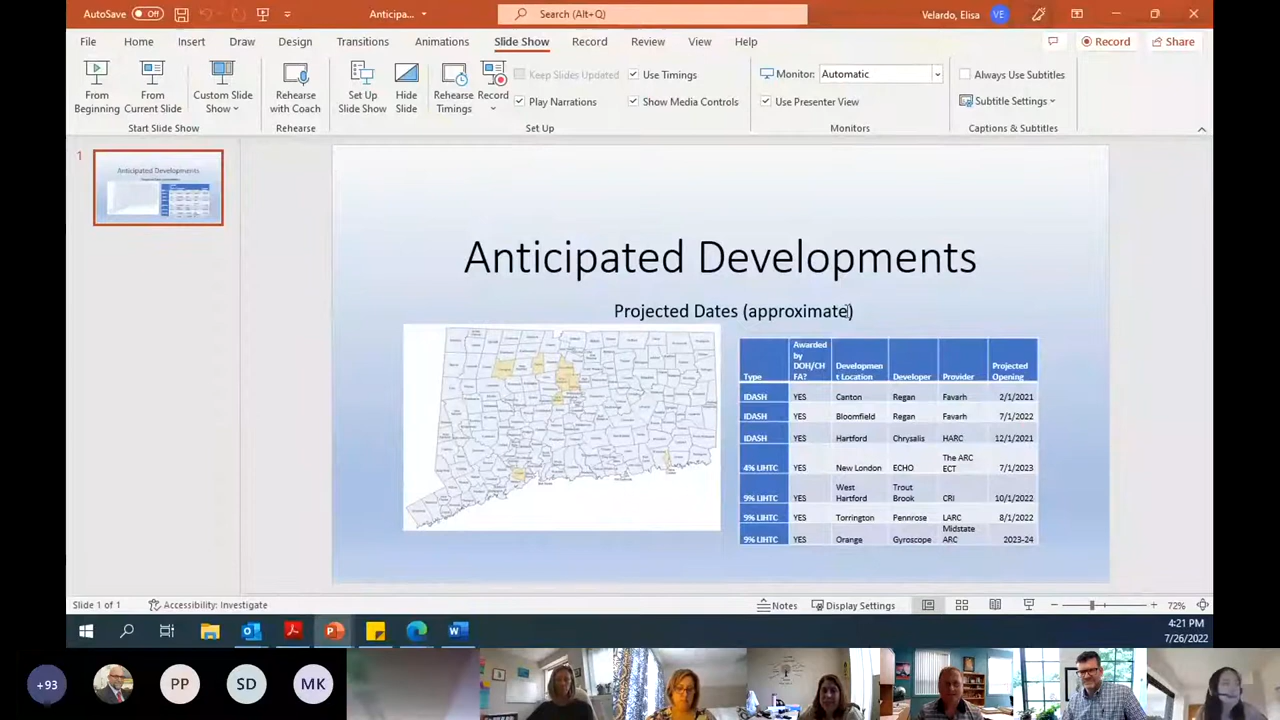 AutoSave Off Anticipa... Search (Alt+Q) Velardo, Elisa VE
File Home Insert Draw Design Transitions Animations Slide Show Record Review View Help Record Share
From Beginning From Current Slide Custom Slide Show Rehearse with Coach Set Up Slide Show Hide Slide Rehearse Timings Record
Keep Slides Updated Use Timings
Play Narrations Show Media Controls
Monitor: Automatic
Use Presenter View
Always Use Subtitles
Subtitle Settings
Start Slide Show Rehearse Set Up Monitors Captions & Subtitles
1
Anticipated Developments
Anticipated Developments
Projected Dates (approximate)
Type Awarded by DOH/CHFA? Development Location Developer Provider Projected Opening
IDASH YES Canton Regan Favarh 2/1/2021
IDASH YES Bloomfield Regan Favarh 7/1/2022
IDASH YES Hartford Chrysalis HARC 12/1/2021
4% LIHTC YES New London ECHO The ARC ECT 7/1/2023
9% LIHTC YES West Hartford Trout Brook CRI 10/1/2022
9% LIHTC YES Torrington Pennrose LARC 8/1/2022
9% LIHTC YES Orange Gyroscope Midstate ARC 2023-24
Slide 1 of 1 Accessibility: Investigate Notes Display Settings 72%
4:21 PM
7/26/2022
+93 PP SD MK